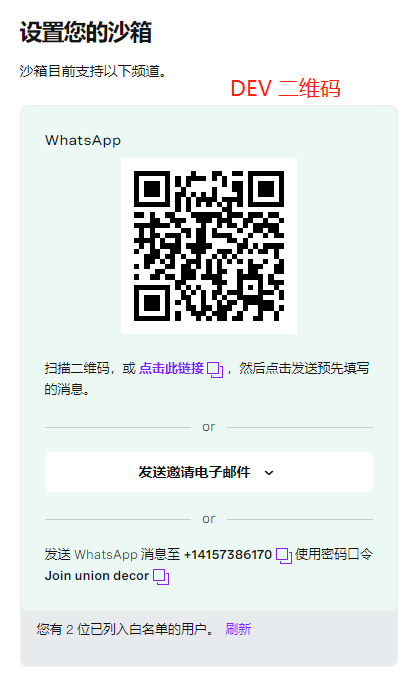 设置您的沙箱
沙箱目前支持以下频道。
DEV 二维码
WhatsApp
扫描二维码，或 点击此链接 ，然后点击发送预先填写
的消息。
or
发送邀请电子邮件
or
发送 WhatsApp 消息至 +14157386170 使用密码口令
Join union decor
您有 2 位已列入白名单的用户。 刷新